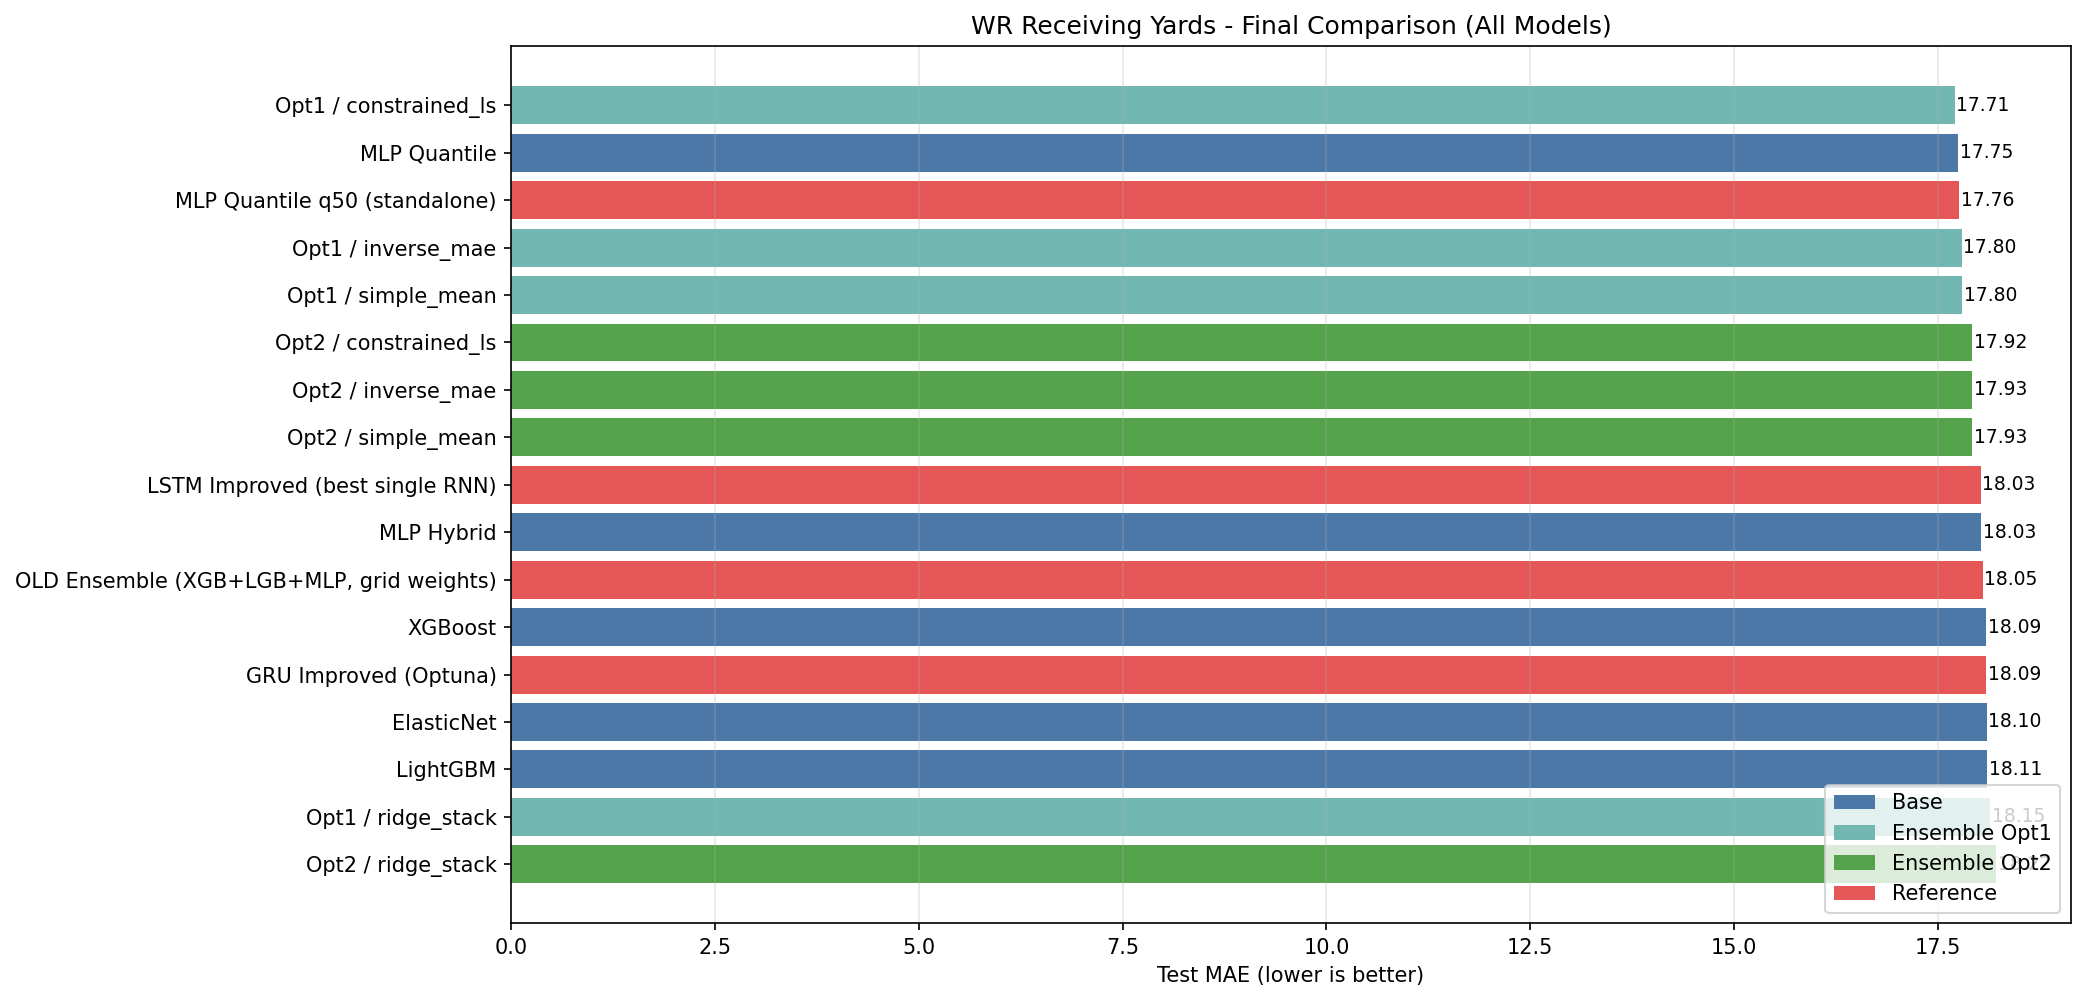 WR Receiving Yards - Final Comparison (All Models)
Opt1 / constrained_ls 17.71
MLP Quantile 17.75
MLP Quantile q50 (standalone) 17.76
Opt1 / inverse_mae 17.80
Opt1 / simple_mean 17.80
Opt2 / constrained_ls 17.92
Opt2 / inverse_mae 17.93
Opt2 / simple_mean 17.93
LSTM Improved (best single RNN) 18.03
MLP Hybrid 18.03
OLD Ensemble (XGB+LGB+MLP, grid weights) 18.05
XGBoost 18.09
GRU Improved (Optuna) 18.09
ElasticNet 18.10
LightGBM 18.11
Opt1 / ridge_stack 18.15
Opt2 / ridge_stack
Base
Ensemble Opt1
Ensemble Opt2
Reference
0.0 2.5 5.0 7.5 10.0 12.5 15.0 17.5
Test MAE (lower is better)